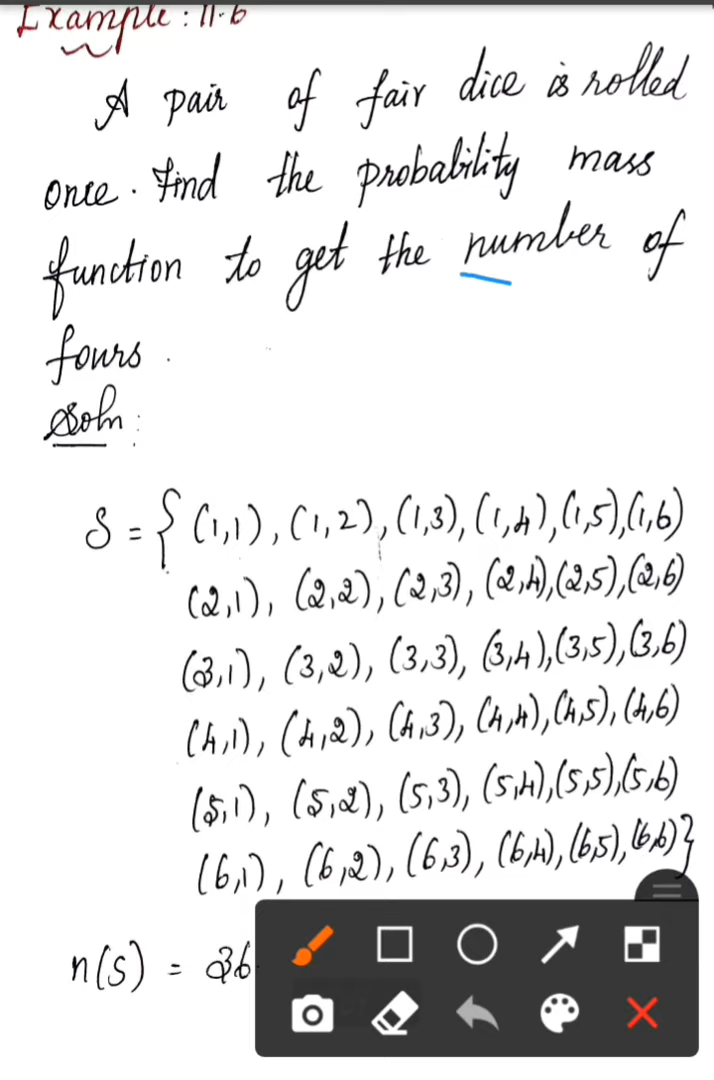 Example: 11.6
A pair of fair dice is rolled
once. Find the probability mass
function to get the number of
fours.
Soln:
S = { (1,1), (1,2), (1,3), (1,4), (1,5), (1,6)
(2,1), (2,2), (2,3), (2,4), (2,5), (2,6)
(3,1), (3,2), (3,3), (3,4), (3,5), (3,6)
(4,1), (4,2), (4,3), (4,4), (4,5), (4,6)
(5,1), (5,2), (5,3), (5,4), (5,5), (5,6)
(6,1), (6,2), (6,3), (6,4), (6,5), (6,6) }
n(S) = 36